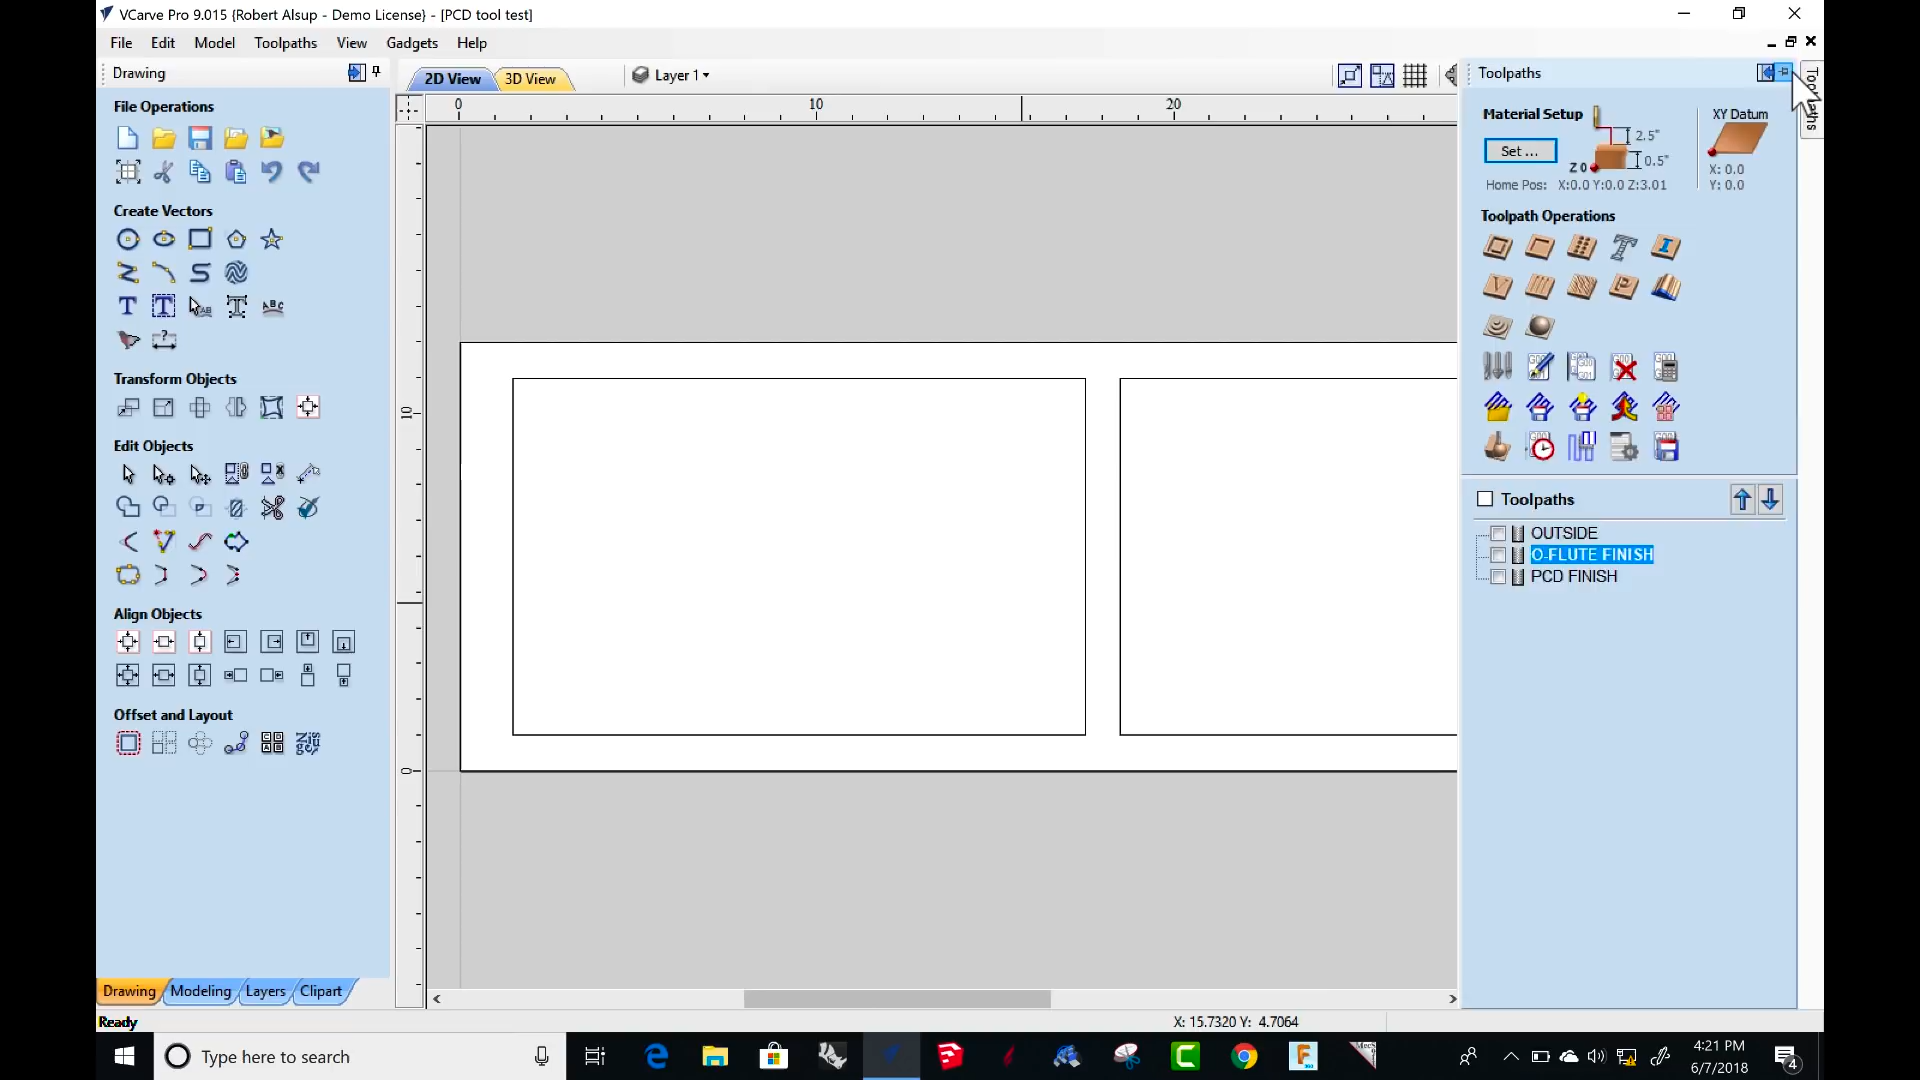 VCarve Pro 9.015 {Robert Alsup - Demo License} - [PCD tool test]
File Edit Model Toolpaths View Gadgets Help
Drawing
2D View 3D View Layer 1
Toolpaths
File Operations
0 10 20
Material Setup
XY Datum
2.5"
Set ...
0.5"
Z 0
X: 0.0
Home Pos: X:0.0 Y:0.0 Z:3.01
Y: 0.0
Create Vectors
Toolpath Operations
Transform Objects
10
Edit Objects
Toolpaths
OUTSIDE
O-FLUTE FINISH
PCD FINISH
Align Objects
Offset and Layout
0
Drawing Modeling Layers Clipart
Ready
X: 15.7320 Y: 4.7064
Type here to search
4:21 PM
6/7/2018
4